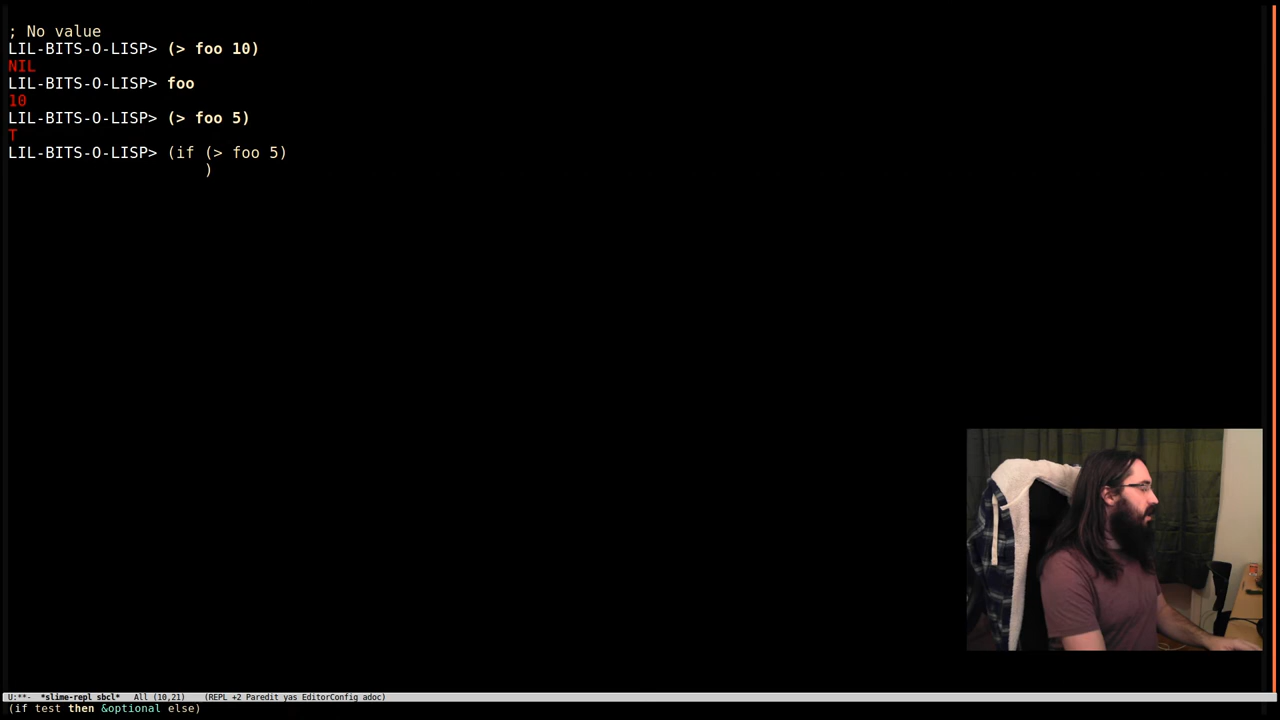 ; No value
LIL-BITS-O-LISP> (> foo 10)
NIL
LIL-BITS-O-LISP> foo
10
LIL-BITS-O-LISP> (> foo 5)
T
LIL-BITS-O-LISP> (if (> foo 5)
)
U:**-  *slime-repl sbcl*   All (10,21)    (REPL +2 Paredit yas EditorConfig adoc)
(if test then &optional else)